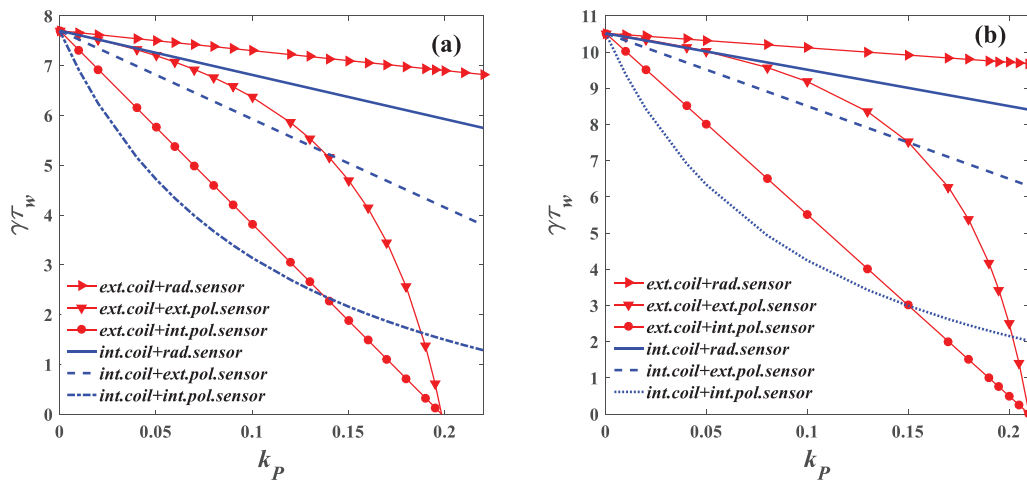 8
7
6
5
4
3
2
1
0
γτw
(a)
ext.coil+rad.sensor
ext.coil+ext.pol.sensor
ext.coil+int.pol.sensor
int.coil+rad.sensor
int.coil+ext.pol.sensor
int.coil+int.pol.sensor
0 0.05 0.1 0.15 0.2
kP
11
10
9
8
7
6
5
4
3
2
1
0
γτw
(b)
ext.coil+rad.sensor
ext.coil+ext.pol.sensor
ext.coil+int.pol.sensor
int.coil+rad.sensor
int.coil+ext.pol.sensor
int.coil+int.pol.sensor
0 0.05 0.1 0.15 0.2
kP